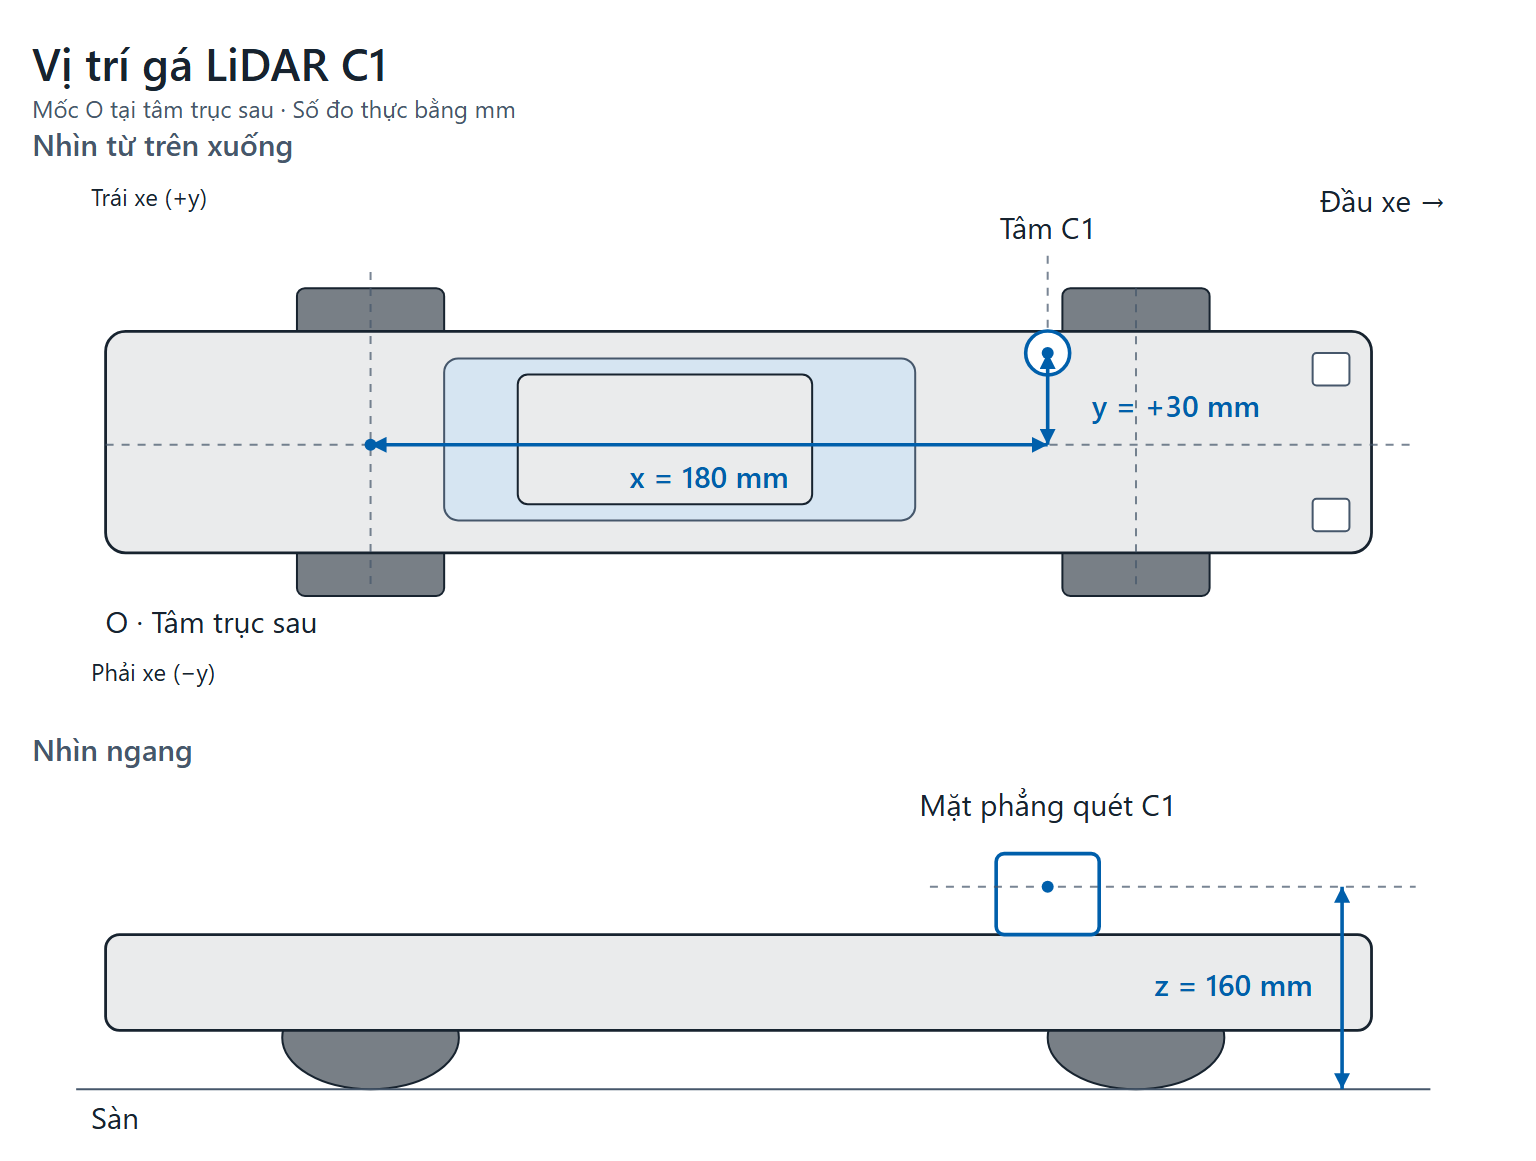 Vị trí gá LiDAR C1
Mốc O tại tâm trục sau · Số đo thực bằng mm
Nhìn từ trên xuống
Trái xe (+y)
Đầu xe →
Tâm C1
y = +30 mm
x = 180 mm
O · Tâm trục sau
Phải xe (−y)
Nhìn ngang
Mặt phẳng quét C1
z = 160 mm
Sàn